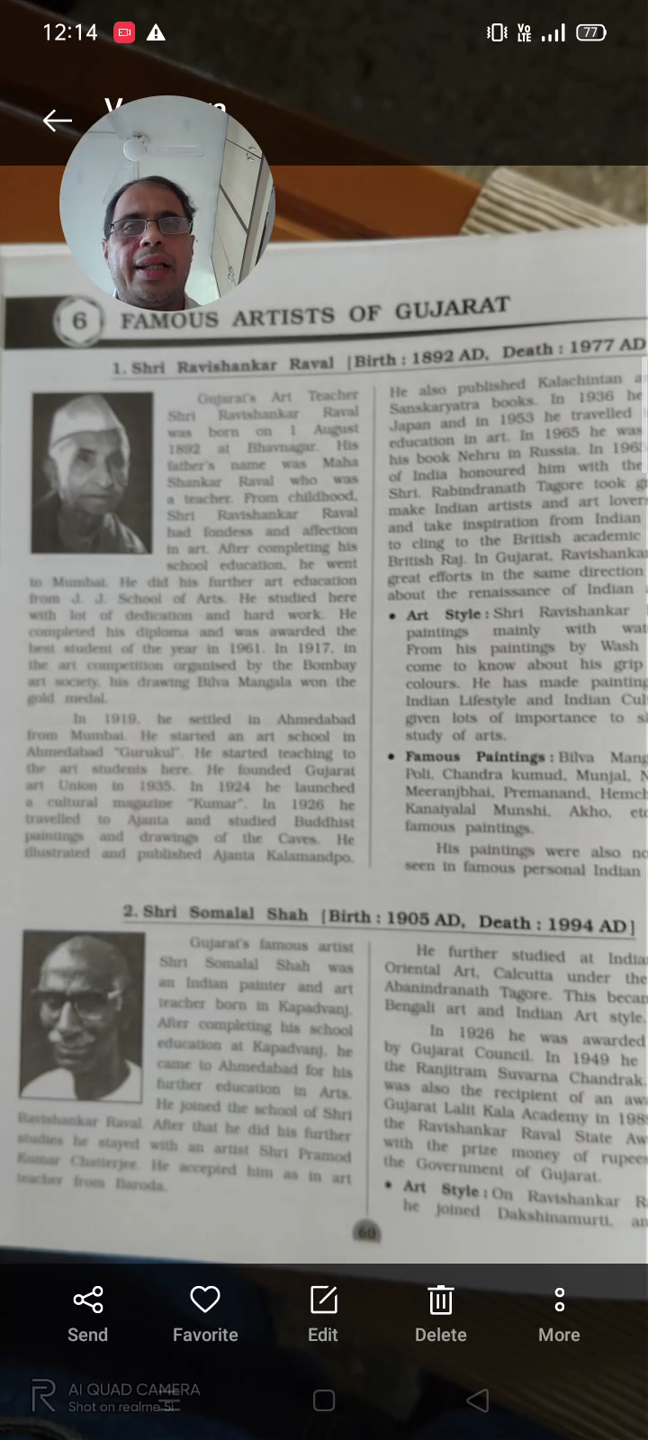 12:14
Vo
LTE
77
6 FAMOUS ARTISTS OF GUJARAT
1. Shri Ravishankar Raval [Birth : 1892 AD, Death : 1977 AD
Gujarat's Art Teacher
Shri Ravishankar Raval
was born on 1 August
1892 at Bhavnagar. His
father's name was Maha
Shankar Raval who was
a teacher. From childhood,
Shri Ravishankar Raval
had fondess and affection
in art. After completing his
school education, he went
to Mumbai. He did his further art education
from J. J. School of Arts. He studied here
with lot of dedication and hard work. He
completed his diploma and was awarded the
best student of the year in 1961. In 1917, in
the art competition organised by the Bombay
art society, his drawing Bilva Mangala won the
gold medal.
In 1919, he settled in Ahmedabad
from Mumbai. He started an art school in
Ahmedabad "Gurukul". He started teaching to
the art students here. He founded Gujarat
art Union in 1935. In 1924 he launched
a cultural magazine "Kumar". In 1926 he
travelled to Ajanta and studied Buddhist
paintings and drawings of the Caves. He
illustrated and published Ajanta Kalamandpo.
He also published Kalachintan
Sanskaryatra books. In 1936 he
Japan and in 1953 he travelled
education in art. In 1965 he was
his book Nehru in Russia. In 1965
of India honoured him with the
Shri. Rabindranath Tagore took
make Indian artists and art lover
and take inspiration from Indian
to cling to the British academic
British Raj. In Gujarat, Ravishanka
great efforts in the same direction
about the renaissance of Indian
• Art Style : Shri Ravishankar
paintings mainly with wat
From his paintings by Wash
come to know about his grip
colours. He has made painting
Indian Lifestyle and Indian Cul
given lots of importance to s
study of arts.
• Famous Paintings : Bilva Mang
Poli, Chandra kumud, Munjal, N
Meeranjbhai, Premanand, Hemch
Kanaiyalal Munshi, Akho, etc
famous paintings.
His paintings were also no
seen in famous personal Indian
2. Shri Somalal Shah [Birth : 1905 AD, Death : 1994 AD]
Gujarat's famous artist
Shri Somalal Shah was
an Indian painter and art
teacher born in Kapadvanj.
After completing his school
education at Kapadvanj, he
came to Ahmedabad for his
further education in Arts.
He joined the school of Shri
Ravishankar Raval. After that he did his further
studies he stayed with an artist Shri Pramod
Kumar Chatterjee. He accepted him as in art
teacher from Baroda.
He further studied at India
Oriental Art, Calcutta under the
Abanindranath Tagore. This becam
Bengali art and Indian Art style.
In 1926 he was awarded
by Gujarat Council. In 1949 he
the Ranjitram Suvarna Chandrak.
was also the recipient of an aw
Gujarat Lalit Kala Academy in 198
the Ravishankar Raval State Aw
with the prize money of rupee
the Government of Gujarat.
• Art Style : On Ravishankar R
he joined Dakshinamurti, an
60
Send
Favorite
Edit
Delete
More
AI QUAD CAMERA
Shot on realme 5i